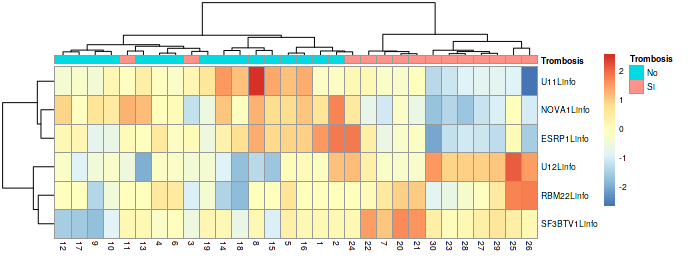 Trombosis
U11Linfo
NOVA1Linfo
ESRP1Linfo
U12Linfo
RBM22Linfo
SF3BTV1Linfo
12 17 9 10 11 13 4 6 3 19 14 18 8 15 5 16 1 2 24 22 7 20 21 30 23 28 27 29 25 26
2
1
0
-1
-2
Trombosis
No
Si